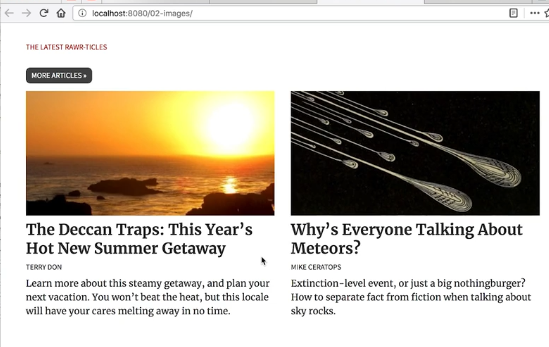 localhost:8080/02-images/
THE LATEST RAWR-TICLES
MORE ARTICLES »
The Deccan Traps: This Year’s
Hot New Summer Getaway
TERRY DON
Learn more about this steamy getaway, and plan your
next vacation. You won’t beat the heat, but this locale
will have your cares melting away in no time.
Why’s Everyone Talking About
Meteors?
MIKE CERATOPS
Extinction-level event, or just a big nothingburger?
How to separate fact from fiction when talking about
sky rocks.